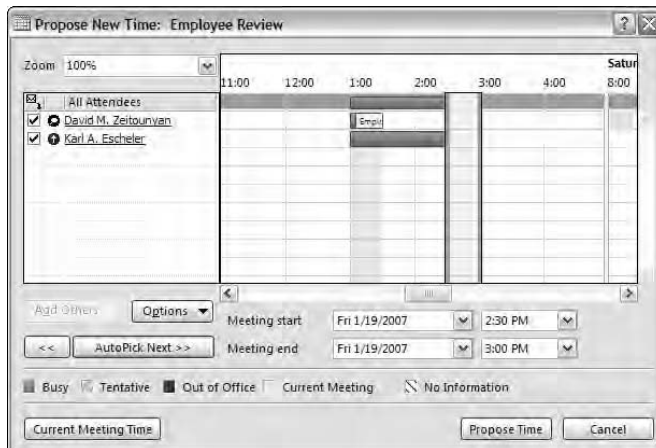 Propose New Time: Employee Review
Zoom 100%
Satur
11:00 12:00 1:00 2:00 3:00 4:00 8:00
All Attendees
David M. Zeitounyan
Emplo
Karl A. Escheler
Add Others Options
Meeting start Fri 1/19/2007 2:30 PM
<< AutoPick Next >> Meeting end Fri 1/19/2007 3:00 PM
Busy Tentative Out of Office Current Meeting No Information
Current Meeting Time Propose Time Cancel